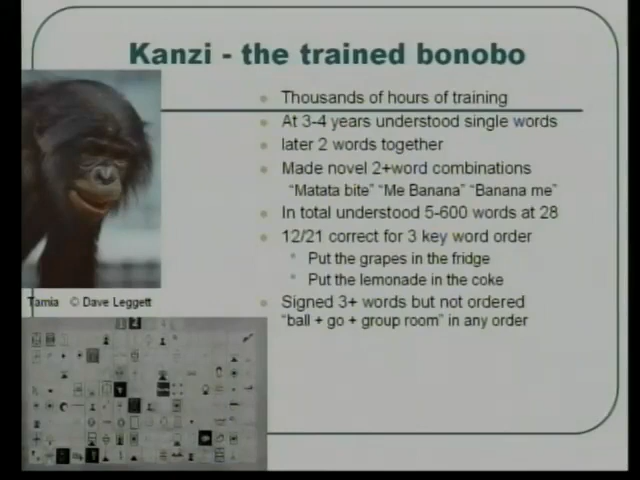 Kanzi - the trained bonobo
Thousands of hours of training
At 3-4 years understood single words
later 2 words together
Made novel 2+word combinations
"Matata bite" "Me Banana" "Banana me"
In total understood 5-600 words at 28
12/21 correct for 3 key word order
Put the grapes in the fridge
Put the lemonade in the coke
Signed 3+ words but not ordered
"ball + go + group room" in any order
Tamia © Dave Leggett